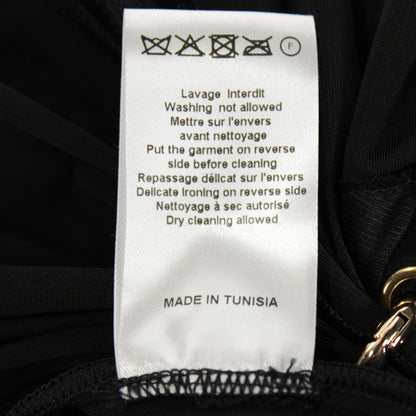 F
Lavage Interdit
Washing not allowed
Mettre sur l'envers
avant nettoyage
Put the garment on reverse
side before cleaning
Repassage délicat sur l'envers
Delicate Ironing on reverse side
Nettoyage à sec autorisé
Dry cleaning allowed
MADE IN TUNISIA